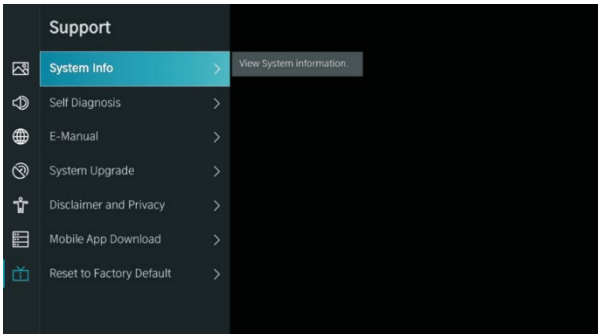 Support
System Info
View System information.
Self Diagnosis
E-Manual
System Upgrade
Disclaimer and Privacy
Mobile App Download
Reset to Factory Default